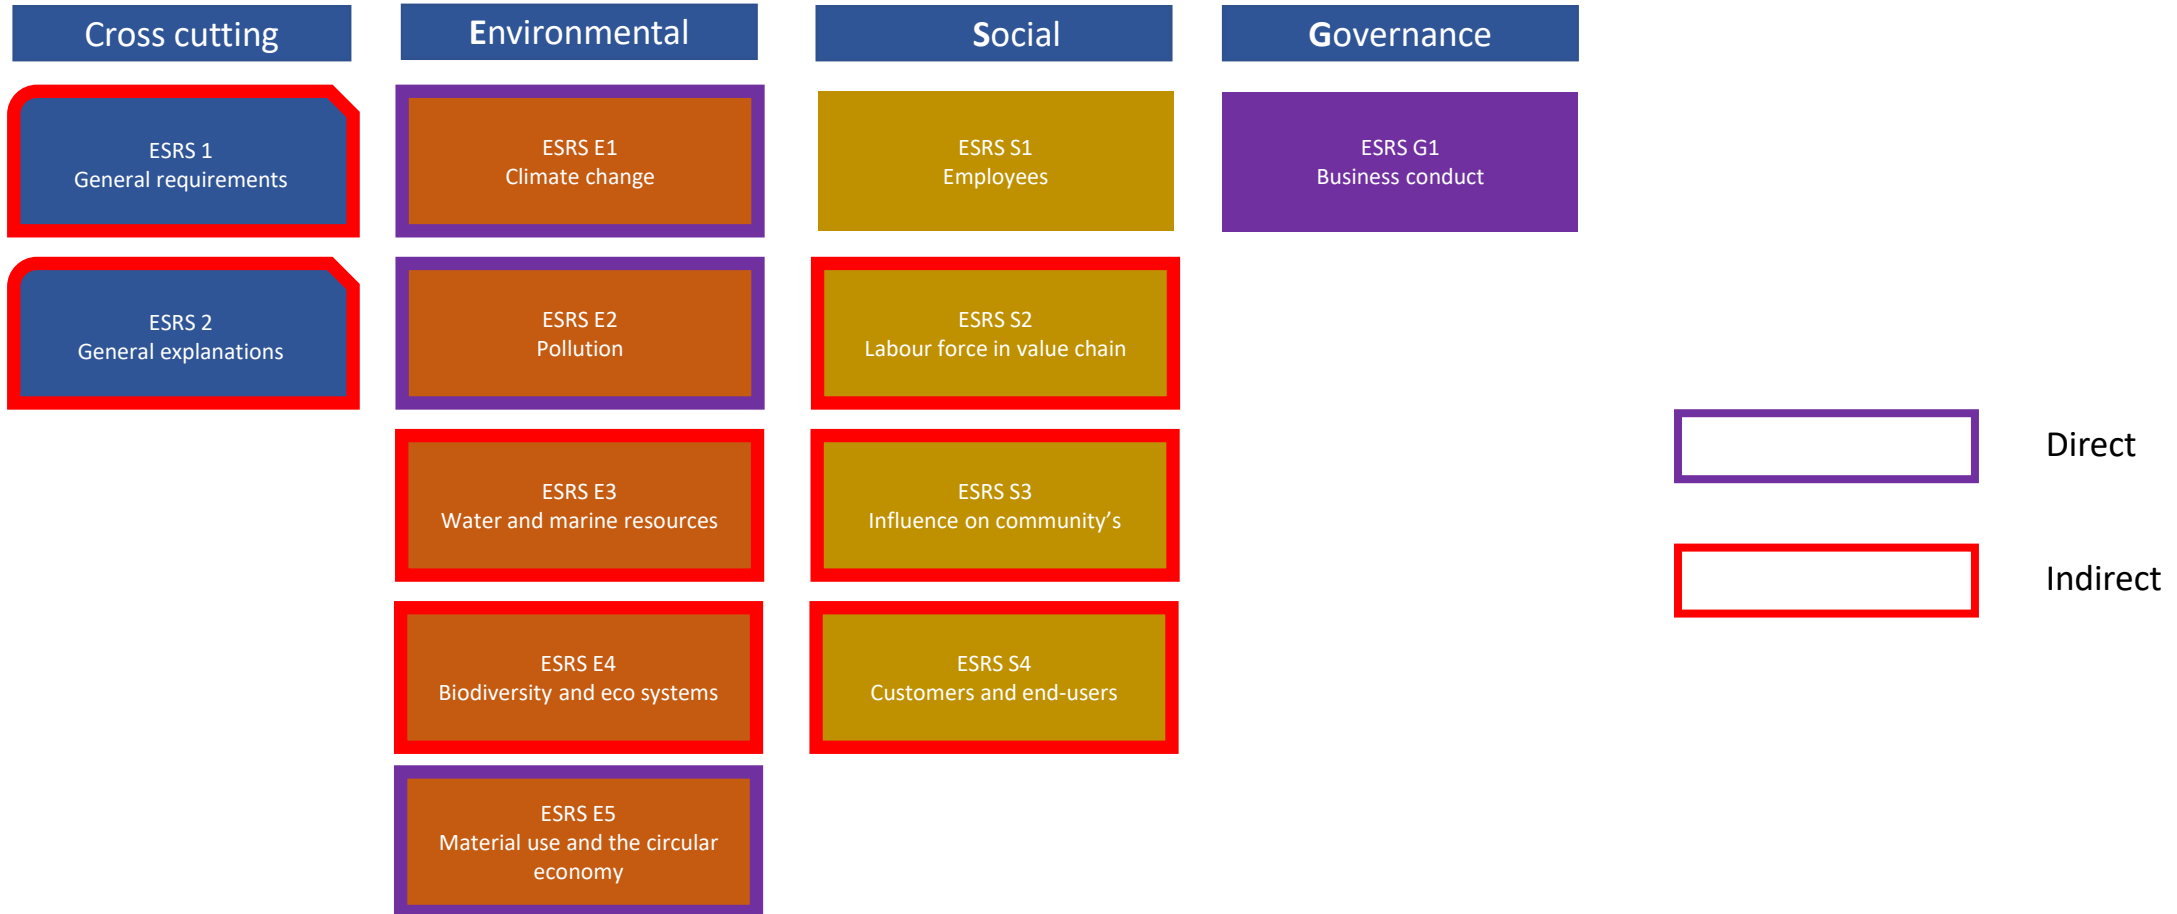 Cross cutting
Environmental
Social
Governance
ESRS 1
General requirements
ESRS E1
Climate change
ESRS S1
Employees
ESRS G1
Business conduct
ESRS 2
General explanations
ESRS E2
Pollution
ESRS S2
Labour force in value chain
ESRS E3
Water and marine resources
ESRS S3
Influence on community’s
ESRS E4
Biodiversity and eco systems
ESRS S4
Customers and end-users
ESRS E5
Material use and the circular
economy
Direct
Indirect